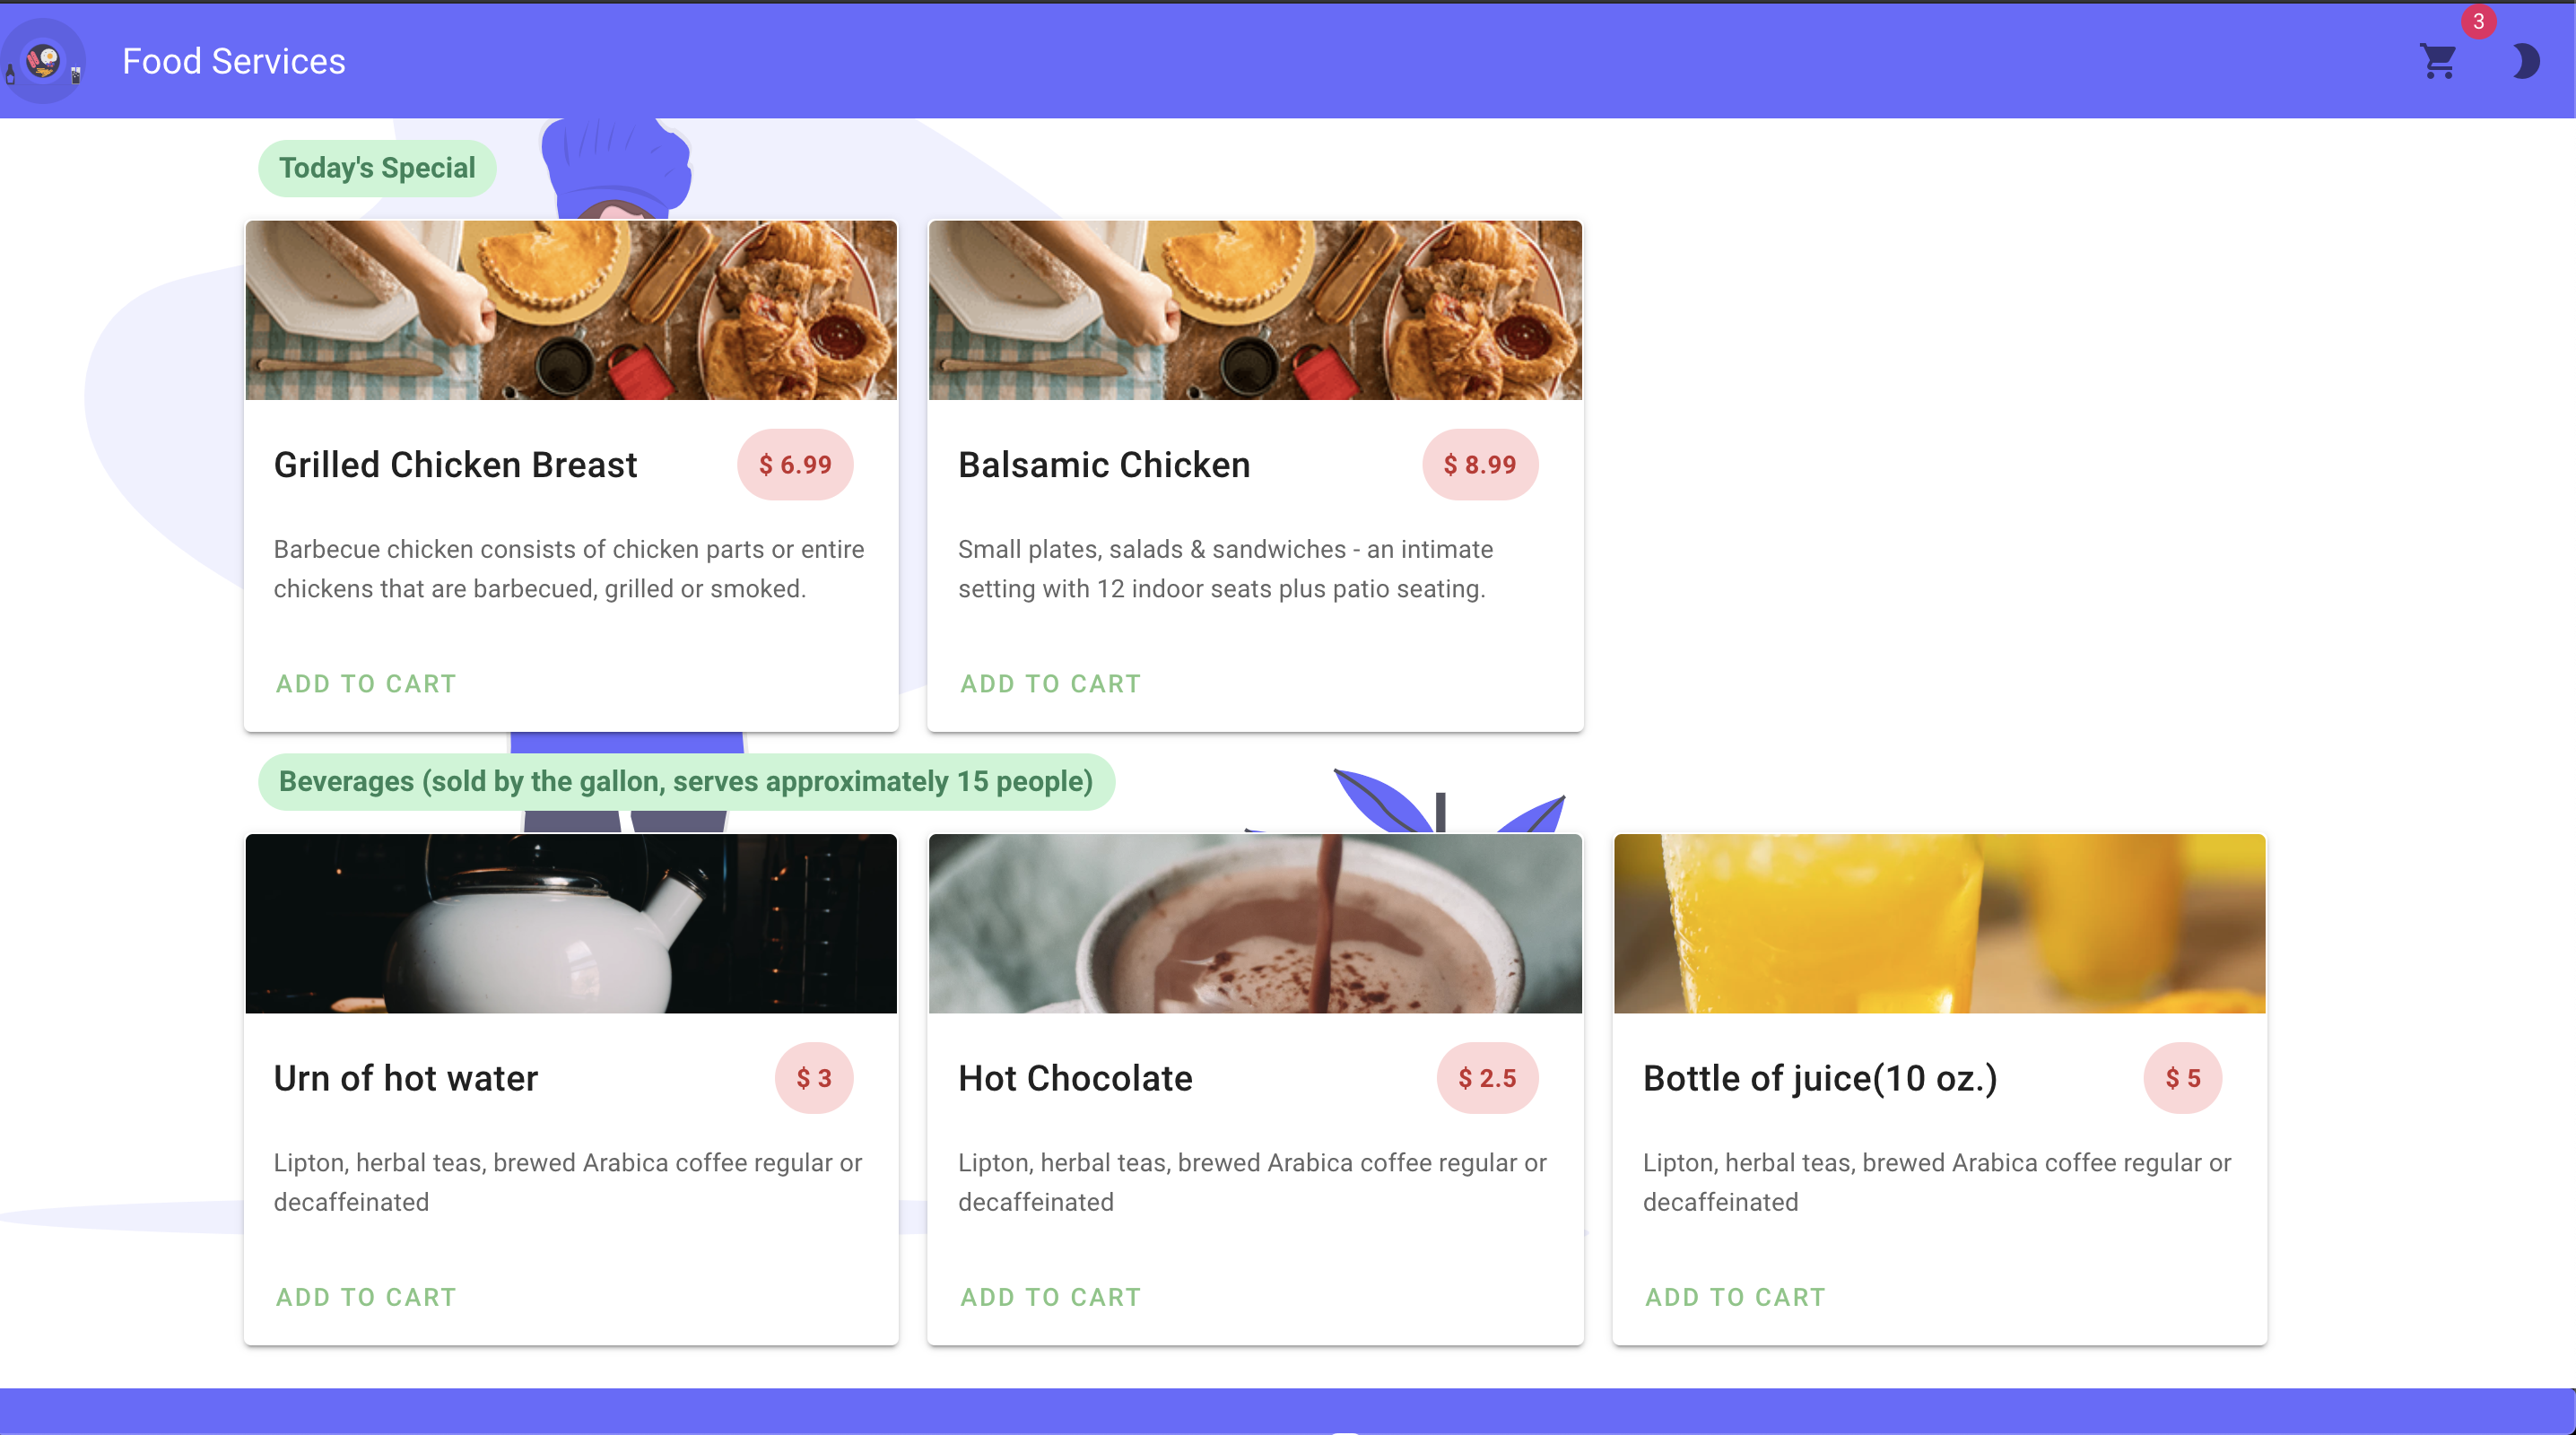 Food Services
3
Today's Special
Grilled Chicken Breast
$ 6.99
Barbecue chicken consists of chicken parts or entire
chickens that are barbecued, grilled or smoked.
ADD TO CART
Balsamic Chicken
$ 8.99
Small plates, salads & sandwiches - an intimate
setting with 12 indoor seats plus patio seating.
ADD TO CART
Beverages (sold by the gallon, serves approximately 15 people)
Urn of hot water
$ 3
Lipton, herbal teas, brewed Arabica coffee regular or
decaffeinated
ADD TO CART
Hot Chocolate
$ 2.5
Lipton, herbal teas, brewed Arabica coffee regular or
decaffeinated
ADD TO CART
Bottle of juice(10 oz.)
$ 5
Lipton, herbal teas, brewed Arabica coffee regular or
decaffeinated
ADD TO CART